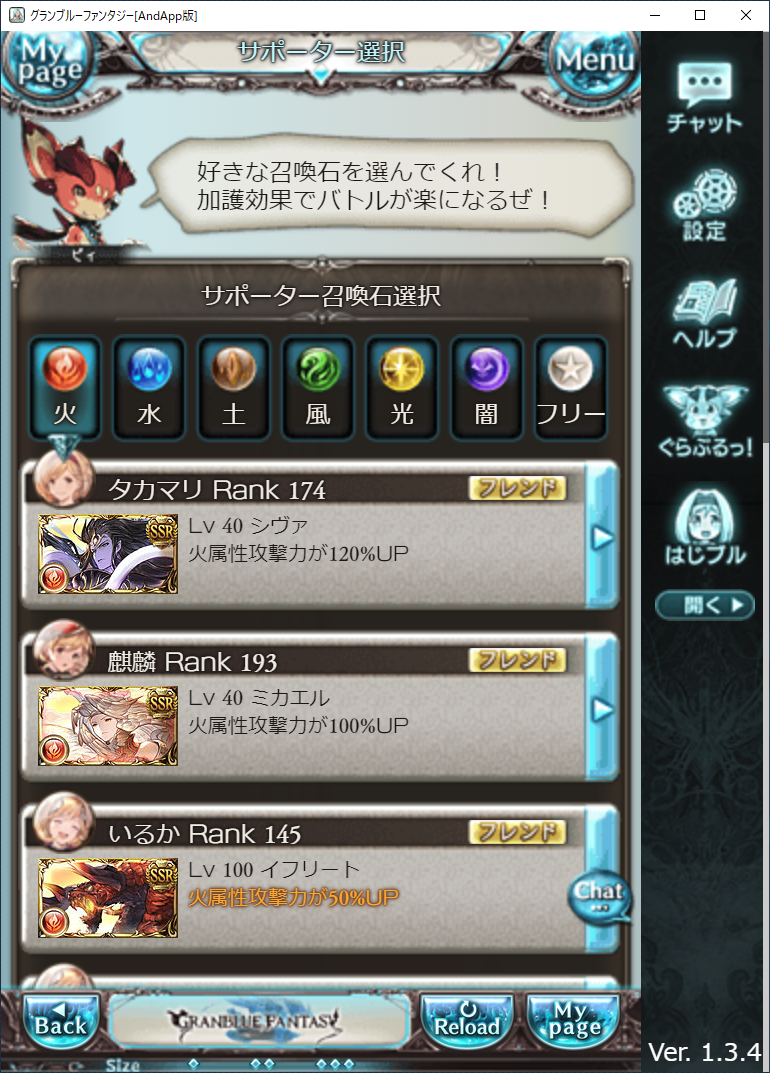 グランブルーファンタジー[AndApp版]
My page
サポーター選択
Menu
チャット
好きな召喚石を選んでくれ！
加護効果でバトルが楽になるぜ！
ビィ
設定
サポーター召喚石選択
ヘルプ
火 水 土 風 光 闇 フリー
ぐらぶるっ!
タカマリ Rank 174 フレンド
SSR
Lv 40 シヴァ
火属性攻撃力が120%UP
はじブル
開く
麒麟 Rank 193 フレンド
SSR
Lv 40 ミカエル
火属性攻撃力が100%UP
いるか Rank 145 フレンド
SSR
Lv 100 イフリート
火属性攻撃力が50%UP
Chat
Back
GRANBLUE FANTASY
Reload
My page
Ver. 1.3.4
Size